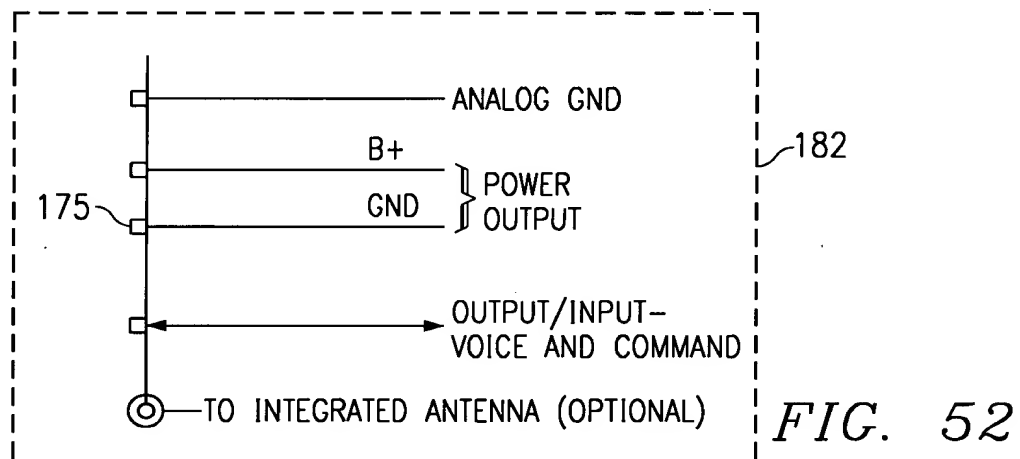 ANALOG GND
B+
182
POWER
175
GND
OUTPUT
OUTPUT/INPUT–
VOICE AND COMMAND
TO INTEGRATED ANTENNA (OPTIONAL)
FIG. 52